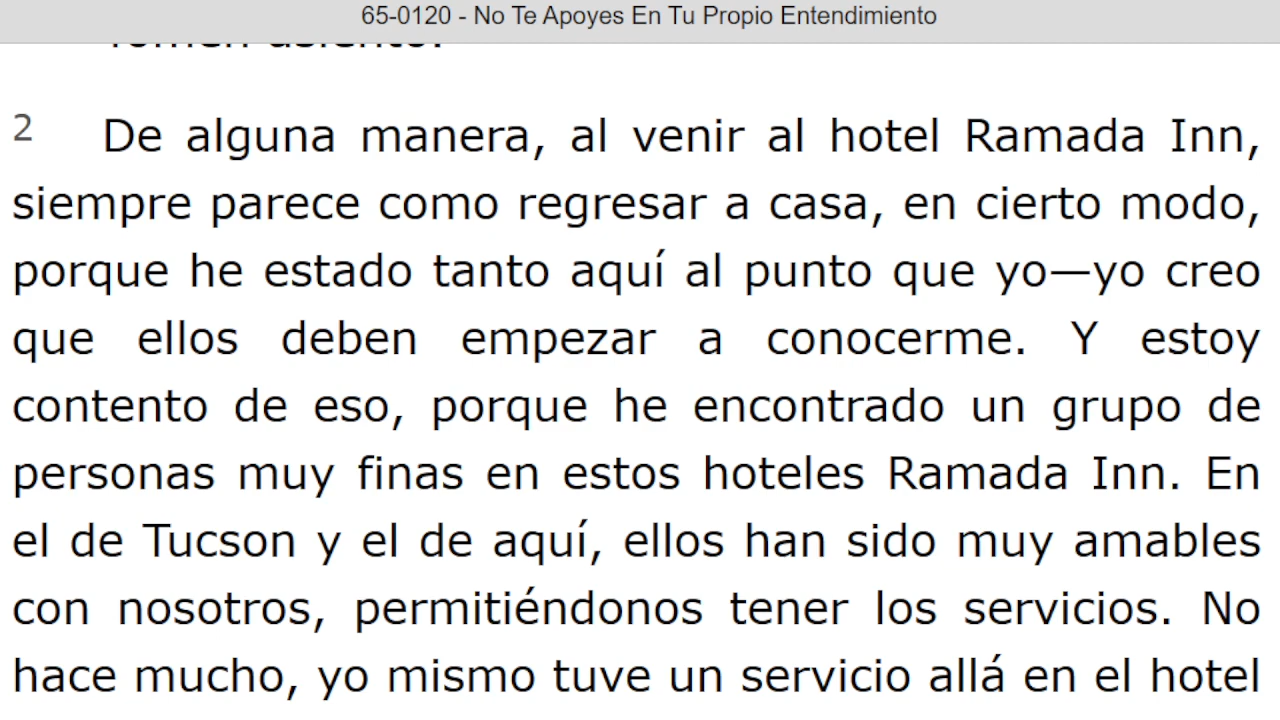 65-0120 - No Te Apoyes En Tu Propio Entendimiento
Tomen asiento.
2 De alguna manera, al venir al hotel Ramada Inn,
siempre parece como regresar a casa, en cierto modo,
porque he estado tanto aquí al punto que yo—yo creo
que ellos deben empezar a conocerme. Y estoy
contento de eso, porque he encontrado un grupo de
personas muy finas en estos hoteles Ramada Inn. En
el de Tucson y el de aquí, ellos han sido muy amables
con nosotros, permitiéndonos tener los servicios. No
hace mucho, yo mismo tuve un servicio allá en el hotel